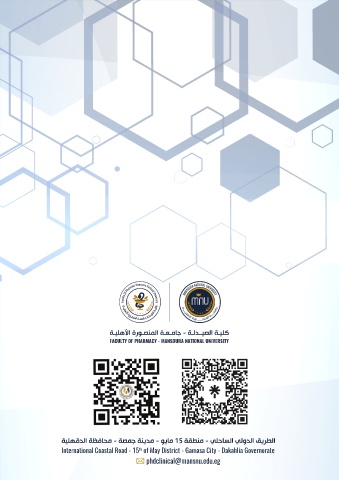 mnu
كلية الصيدلة - جامعة المنصورة الأهلية
FACULTY OF PHARMACY - MANSOURA NATIONAL UNIVERSITY
الطريق الدولي الساحلي - منطقة 15 مايو - مدينة جمصة - محافظة الدقهلية
International Coastal Road - 15th of May District - Gamasa City - Dakahlia Governorate
phdclinical@mansnu.edu.eg